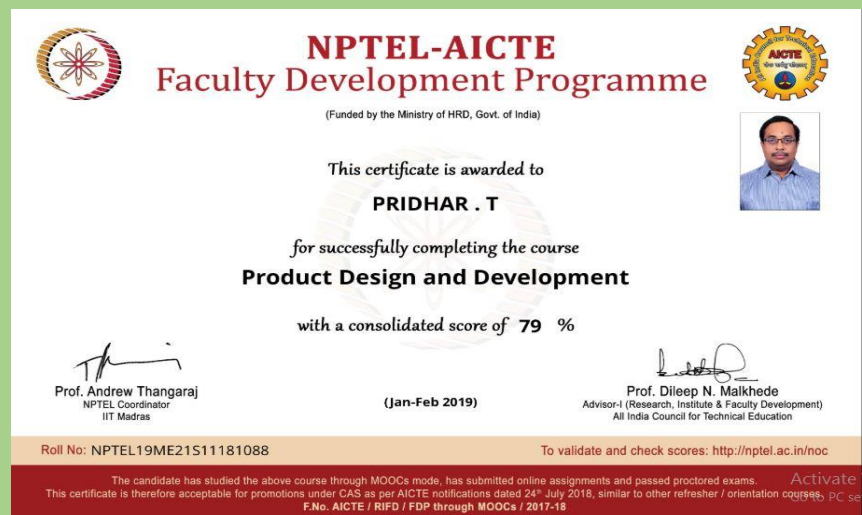 NPTEL-AICTE
Faculty Development Programme
(Funded by the Ministry of HRD, Govt. of India)
AICTE
This certificate is awarded to
PRIDHAR . T
for successfully completing the course
Product Design and Development
with a consolidated score of 79 %
Prof. Andrew Thangaraj
NPTEL Coordinator
IIT Madras
(Jan-Feb 2019)
Prof. Dileep N. Malkhede
Advisor-I (Research, Institute & Faculty Development)
All India Council for Technical Education
Roll No: NPTEL19ME21S11181088
To validate and check scores: http://nptel.ac.in/noc
The candidate has studied the above course through MOOCs mode, has submitted online assignments and passed proctored exams.
This certificate is therefore acceptable for promotions under CAS as per AICTE notifications dated 24th July 2018, similar to other refresher / orientation courses.
F.No. AICTE / RIFD / FDP through MOOCs / 2017-18
Activate
Go to PC se